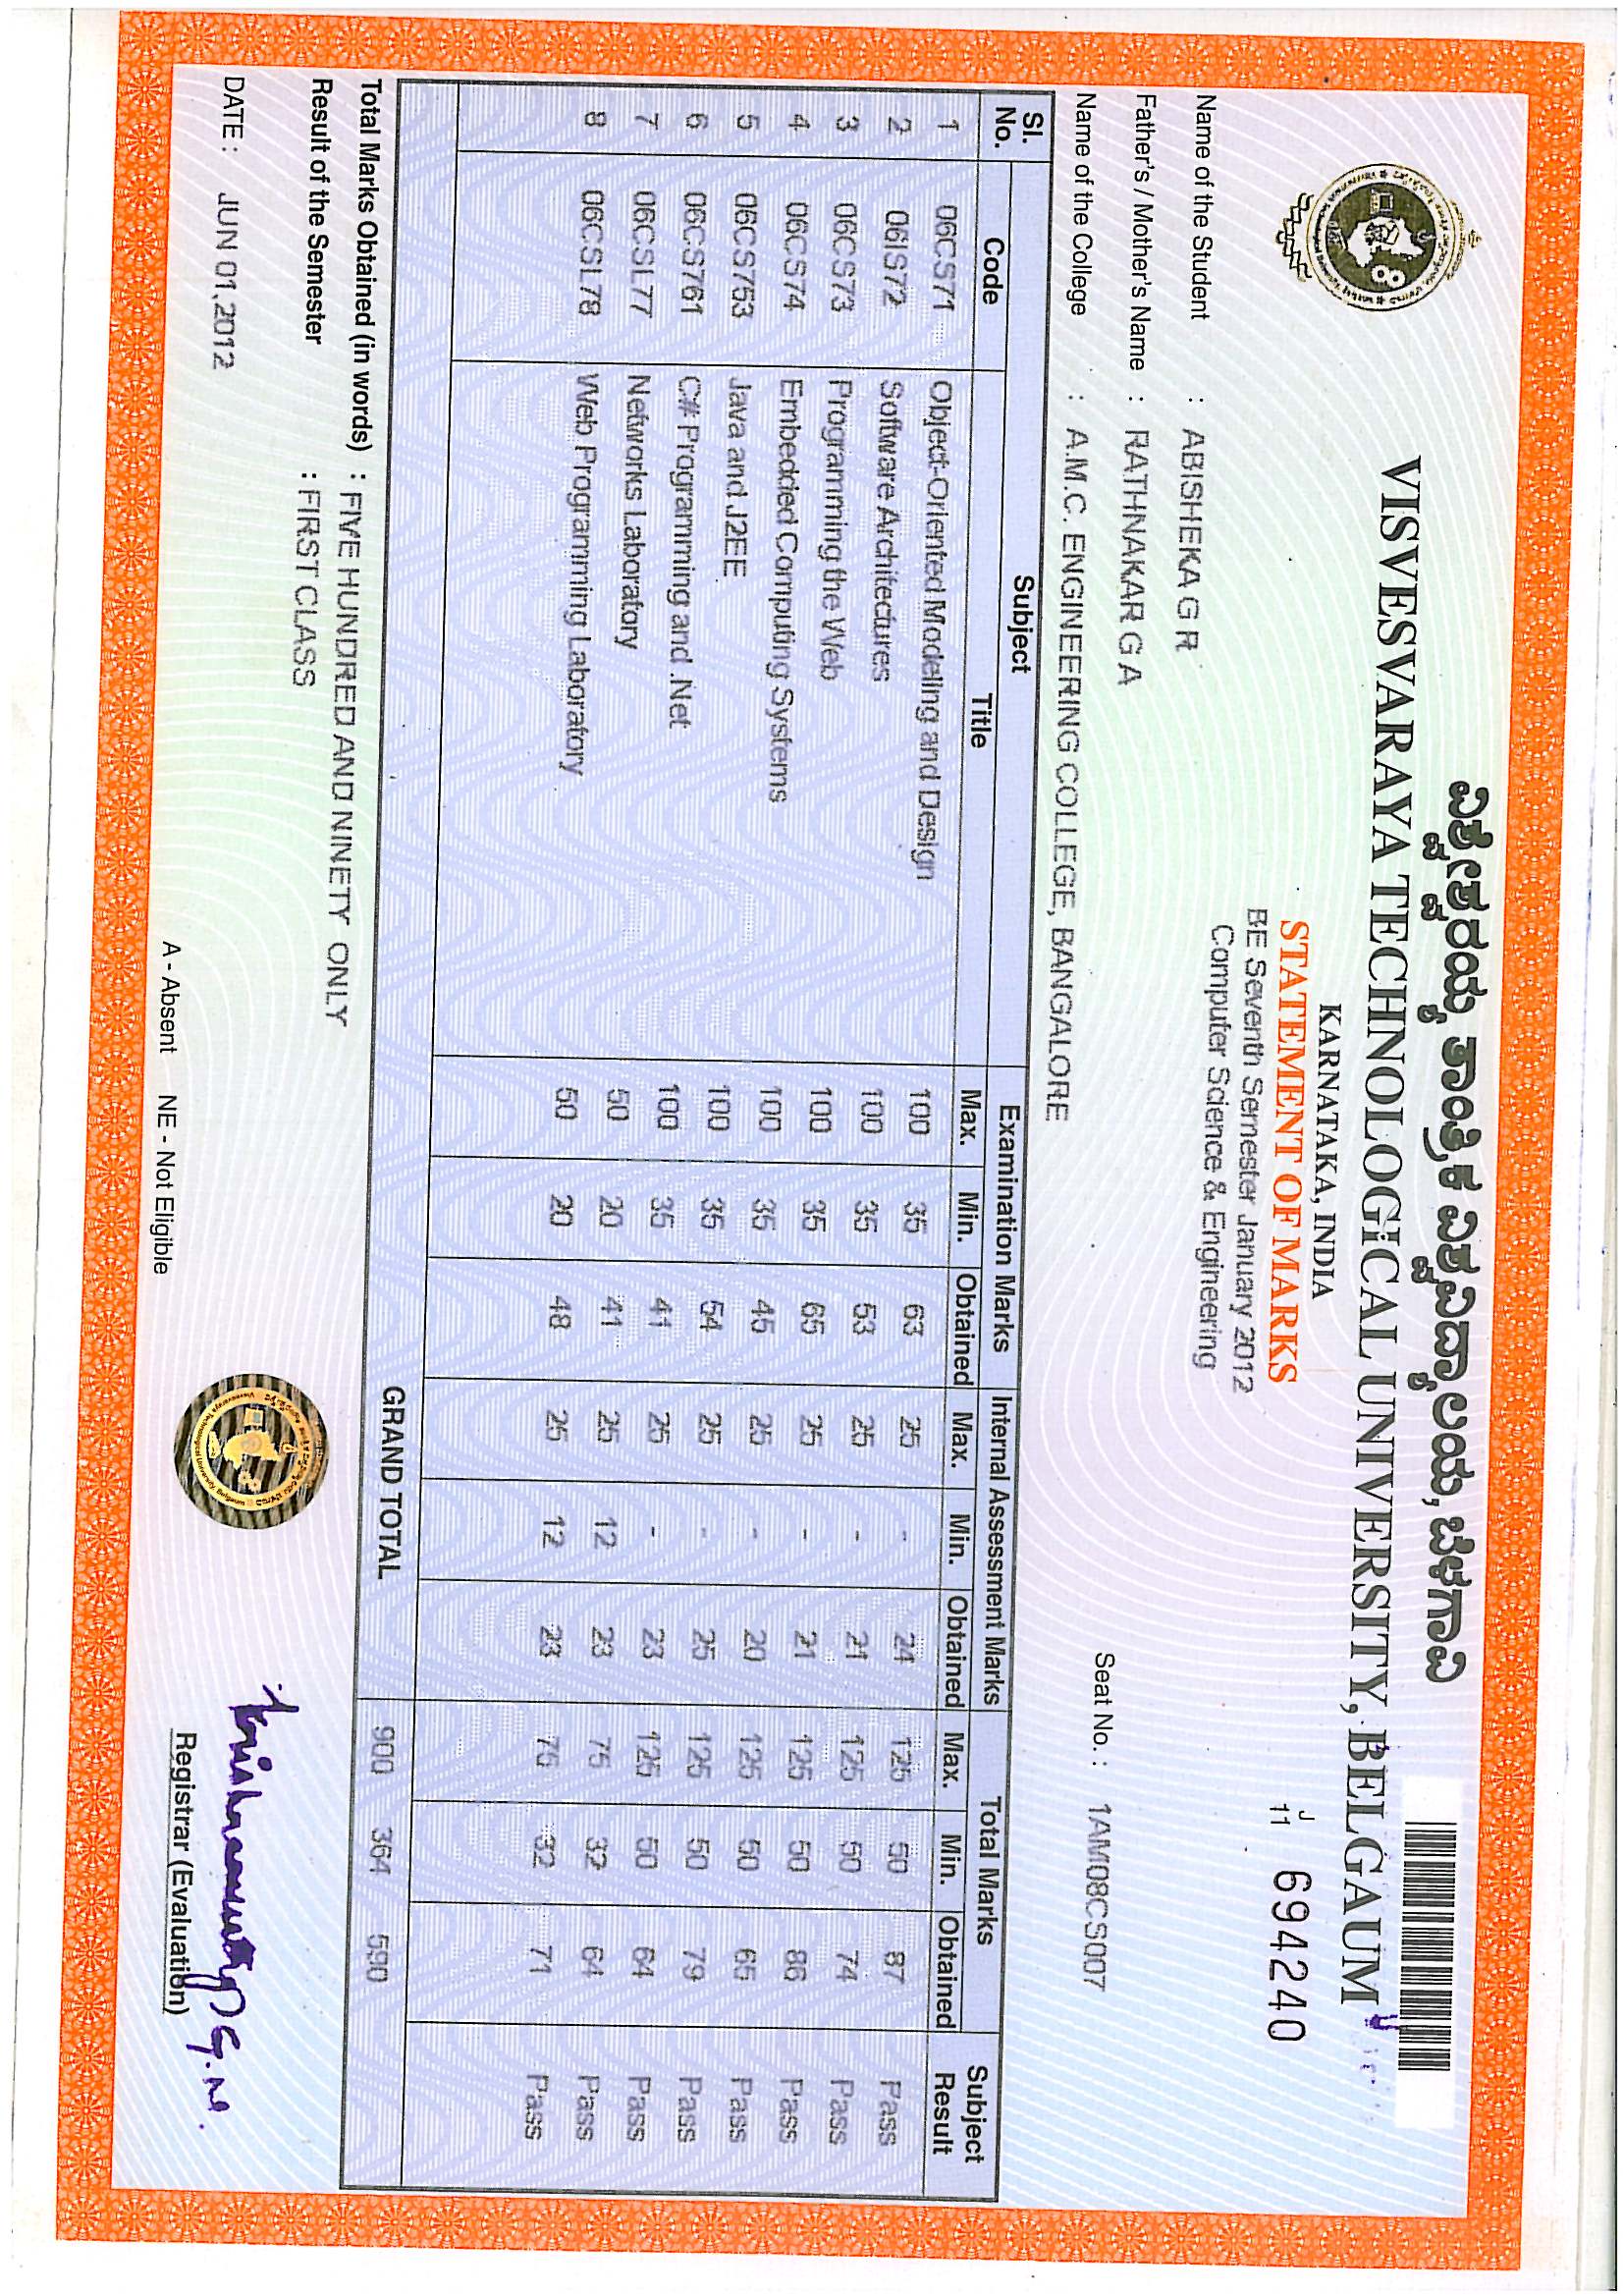 ವಿಶ್ವೇಶ್ವರಯ್ಯ ತಾಂತ್ರಿಕ ವಿಶ್ವವಿದ್ಯಾಲಯ, ಬೆಳಗಾವಿ
VISVESVARAYA TECHNOLOGICAL UNIVERSITY, BELGAUM
KARNATAKA, INDIA
J 11 694240
STATEMENT OF MARKS
BE Seventh Semester January 2012
Computer Science & Engineering
Name of the Student : ABISHEKA G R
Father's / Mother's Name : RATHNAKAR G A
Seat No. : 1AM08CS007
Name of the College : A.M.C. ENGINEERING COLLEGE, BANGALORE
Sl. No. Subject Examination Marks Internal Assessment Marks Total Marks Subject Result
Code Title Max. Min. Obtained Max. Min. Obtained Max. Min. Obtained
1 06CS71 Object-Oriented Modeling and Design 100 35 63 25 - 24 125 50 87 Pass
2 06IS72 Software Architectures 100 35 53 25 - 21 125 50 74 Pass
3 06CS73 Programming the Web 100 35 65 25 - 21 125 50 86 Pass
4 06CS74 Embedded Computing Systems 100 35 45 25 - 20 125 50 65 Pass
5 06CS753 Java and J2EE 100 35 54 25 - 25 125 50 79 Pass
6 06CS761 C# Programming and .Net 100 35 41 25 - 23 125 50 64 Pass
7 06CSL77 Networks Laboratory 50 20 41 25 12 23 75 32 64 Pass
8 06CSL78 Web Programming Laboratory 50 20 48 25 12 23 75 32 71 Pass
GRAND TOTAL 900 364 590
Total Marks Obtained (in words) : FIVE HUNDRED AND NINETY ONLY
Result of the Semester : FIRST CLASS
DATE : JUN 01,2012
A - Absent NE - Not Eligible
Registrar (Evaluation)